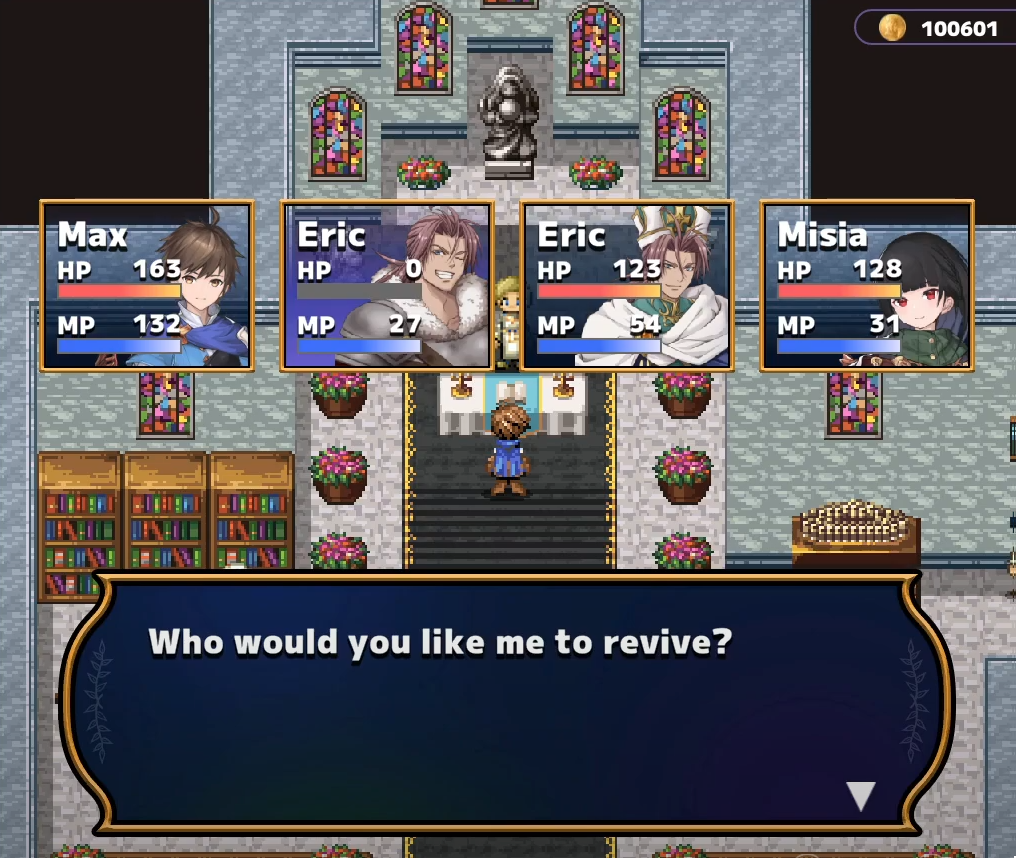 100601
Max
HP 163
MP 132
Eric
HP 0
MP 27
Eric
HP 123
MP 54
Misia
HP 128
MP 31
Who would you like me to revive?